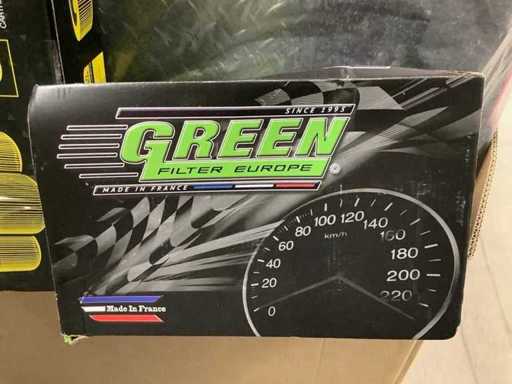 SINCE 1995
GREEN
®
FILTER EUROPE
MADE IN FRANCE
0 20 40 60 80 100 120 140 160 180 200 220
km/h
Made In France